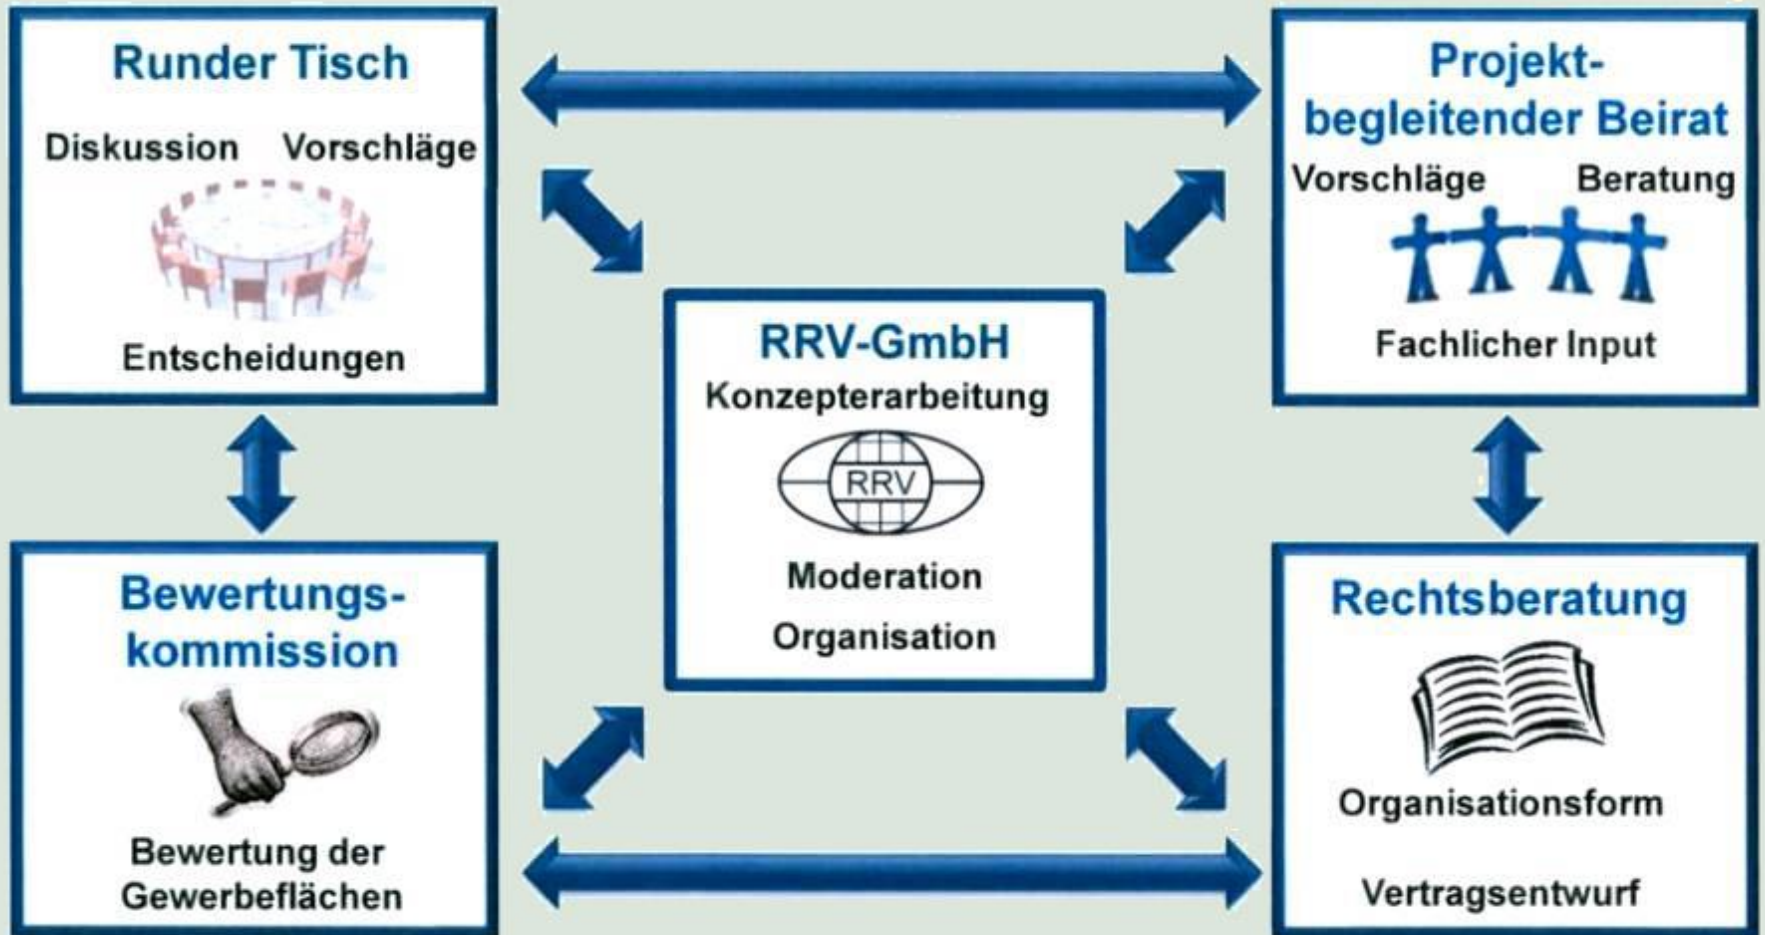 Runder Tisch
Diskussion Vorschläge
Entscheidungen
Projekt-
begleitender Beirat
Vorschläge Beratung
Fachlicher Input
RRV-GmbH
Konzepterarbeitung
RRV
Moderation
Organisation
Bewertungs-
kommission
Bewertung der
Gewerbeflächen
Rechtsberatung
Organisationsform
Vertragsentwurf